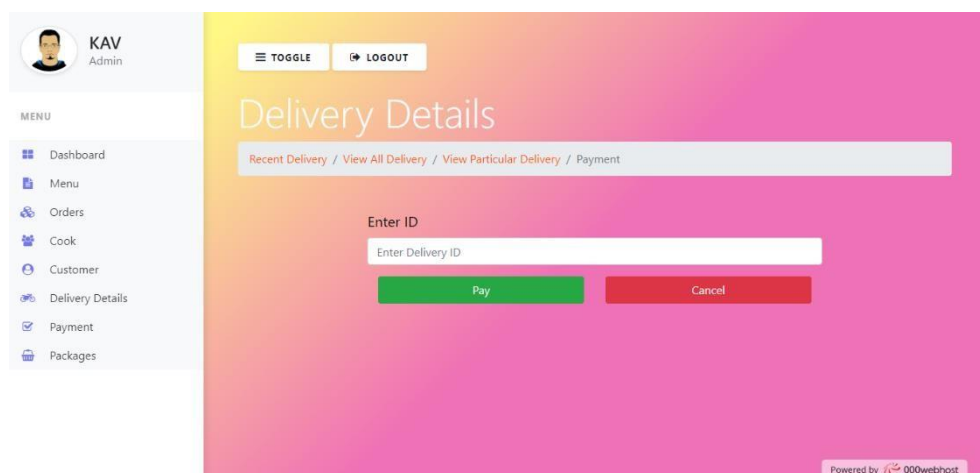 KAV
Admin
MENU
Dashboard
Menu
Orders
Cook
Customer
Delivery Details
Payment
Packages
TOGGLE
LOGOUT
Delivery Details
Recent Delivery / View All Delivery / View Particular Delivery / Payment
Enter ID
Enter Delivery ID
Pay
Cancel
Powered by 000webhost